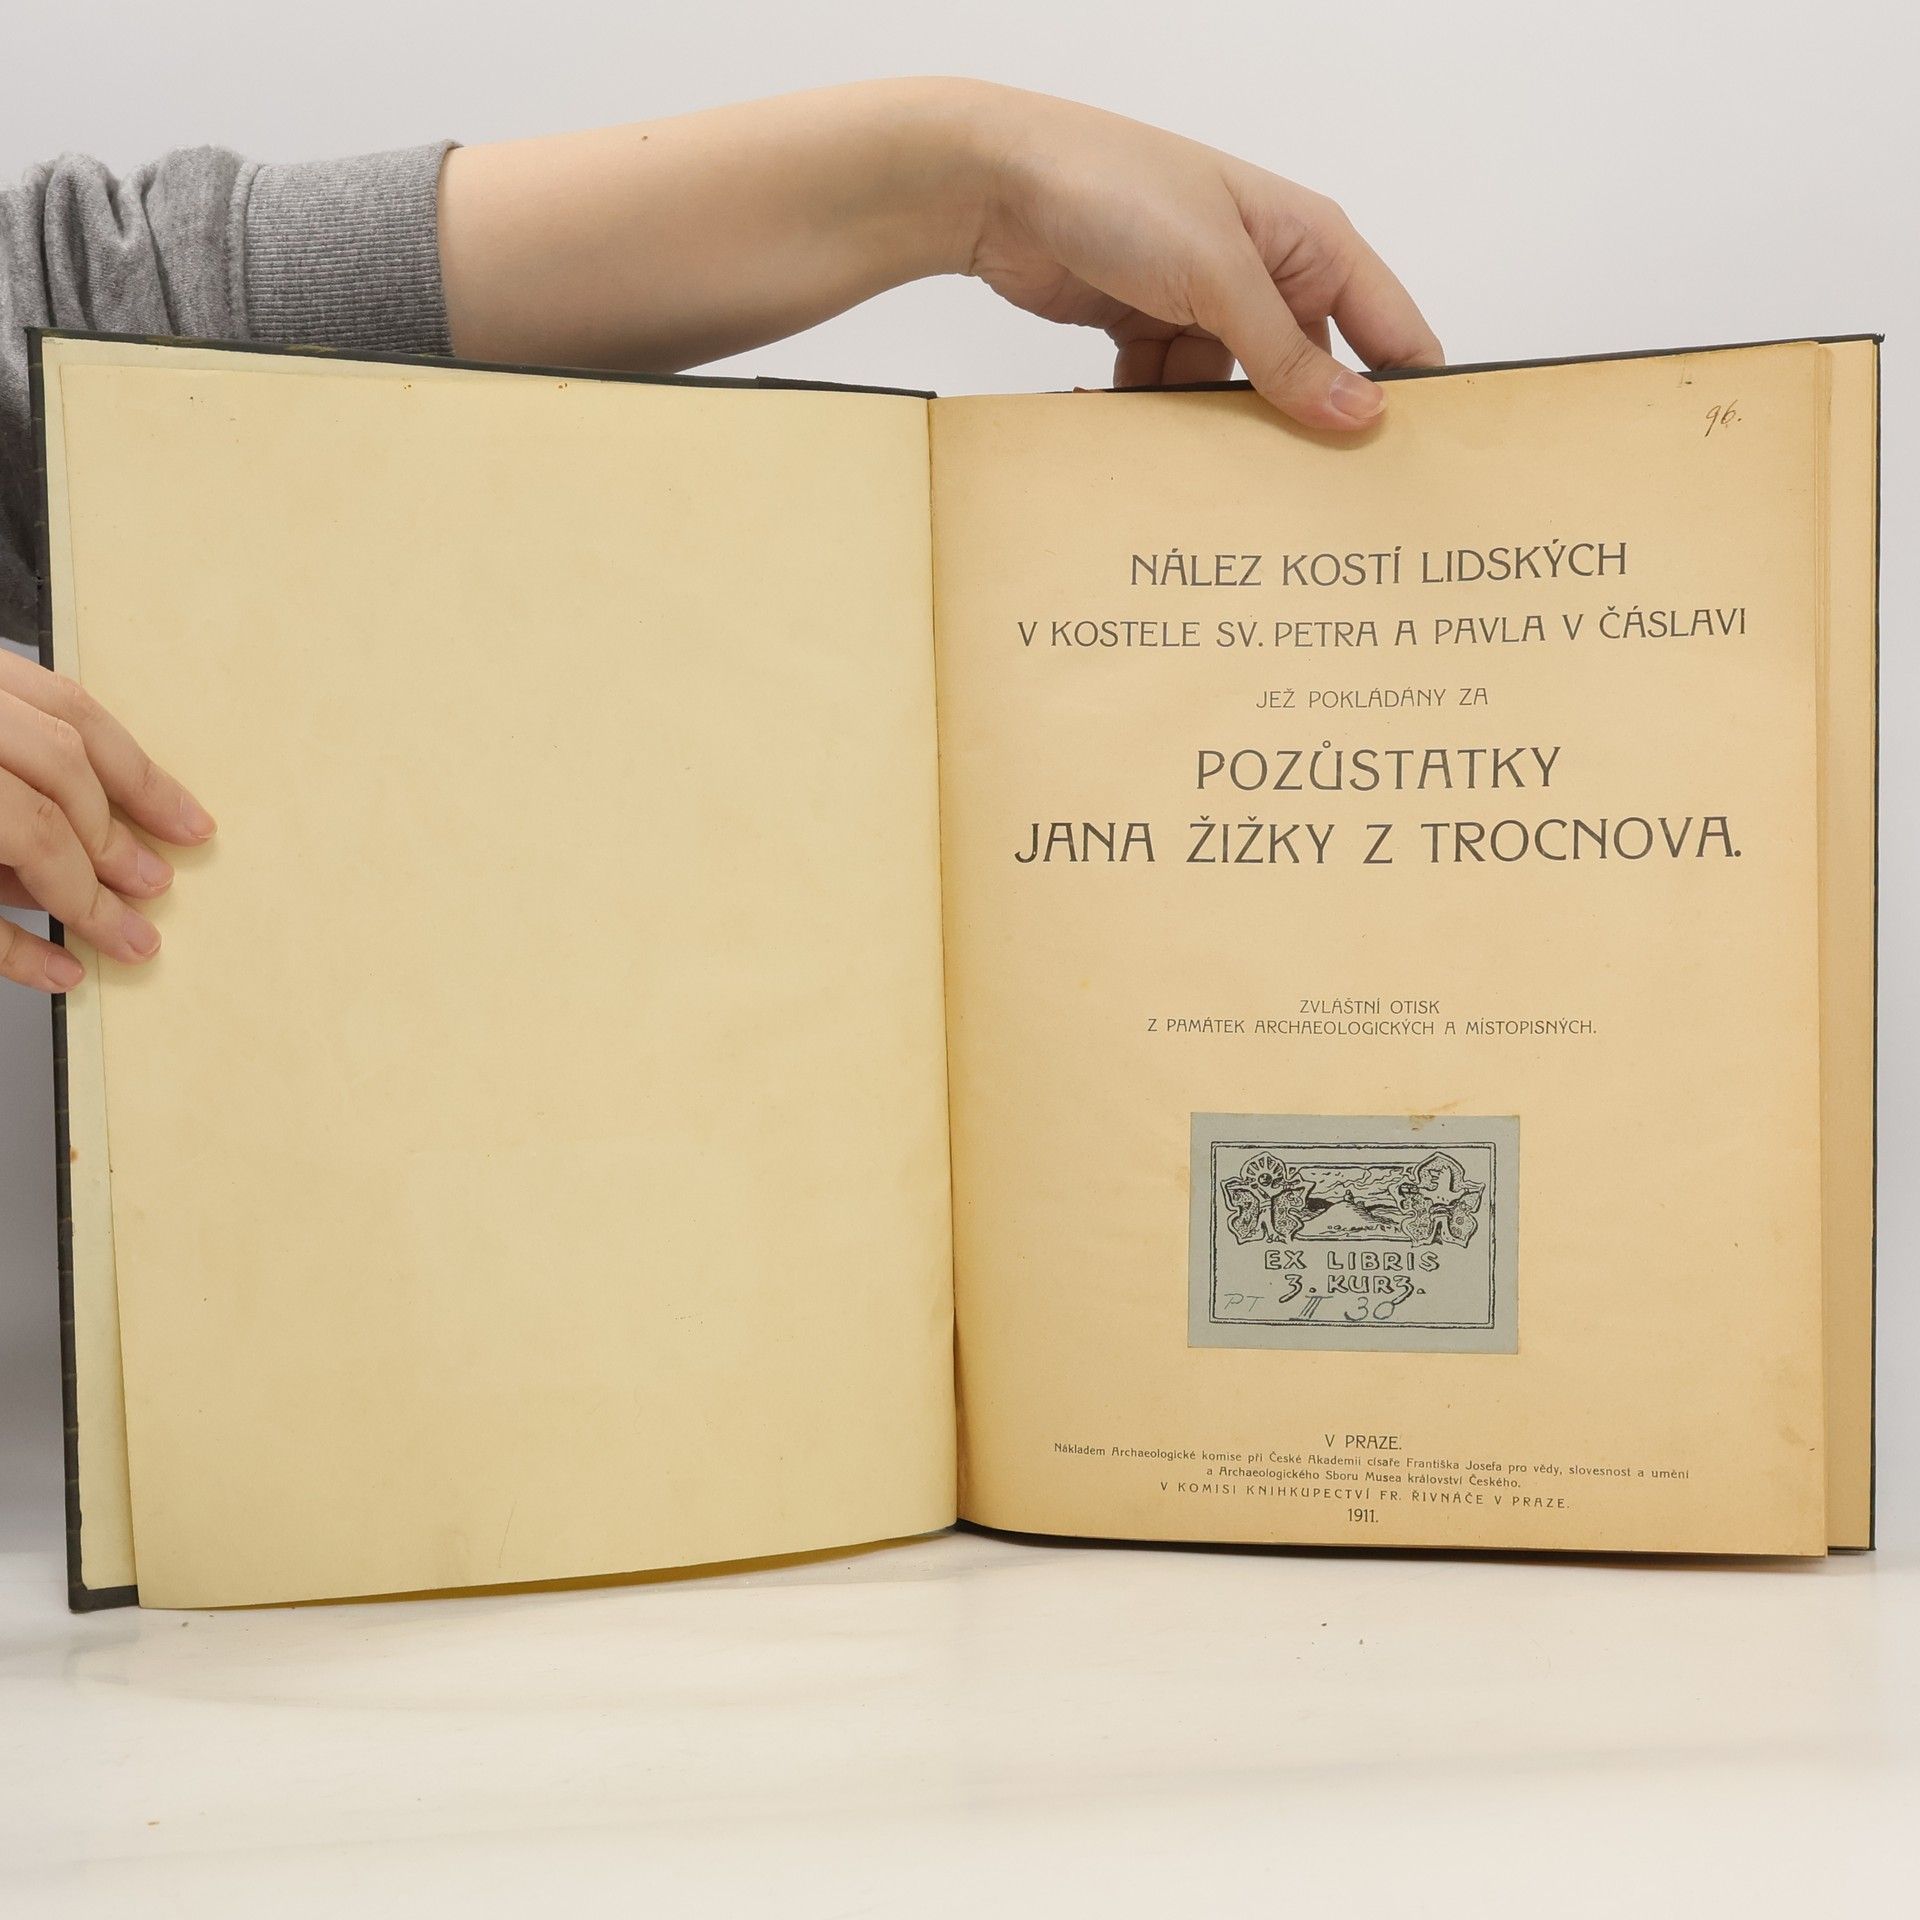 96.
NÁLEZ KOSTÍ LIDSKÝCH
V KOSTELE SV. PETRA A PAVLA V ČÁSLAVI
JEŽ POKLÁDÁNY ZA
POZŮSTATKY
JANA ŽIŽKY Z TROCNOVA.
ZVLÁŠTNÍ OTISK
Z PAMÁTEK ARCHAEOLOGICKÝCH A MÍSTOPISNÝCH.
EX LIBRIS
Z. KURZ.
PT III 30
V PRAZE.
Nákladem Archaeologické komise při České Akademii císaře Františka Josefa pro vědy, slovesnost a umění
a Archaeologického Sboru Musea království Českého.
V KOMISI KNIHKUPECTVÍ FR. ŘIVNÁČE V PRAZE.
1911.